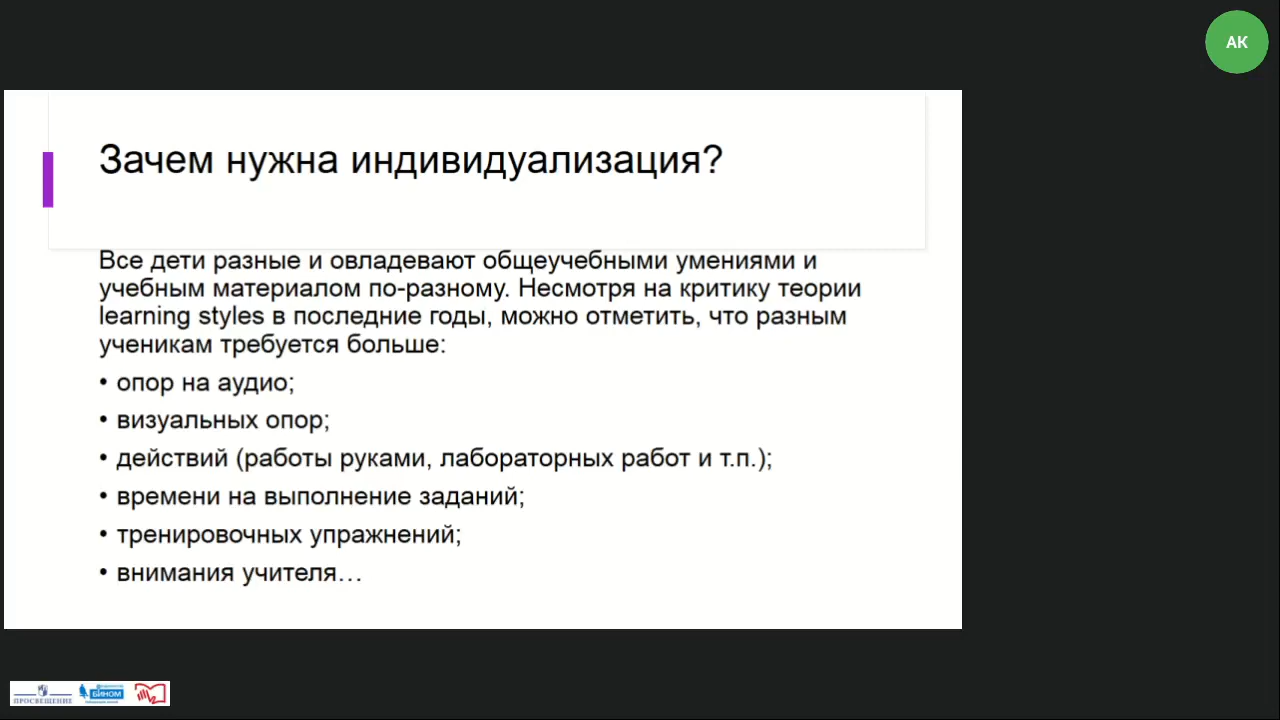 АК
Зачем нужна индивидуализация?
Все дети разные и овладевают общеучебными умениями и
учебным материалом по-разному. Несмотря на критику теории
learning styles в последние годы, можно отметить, что разным
ученикам требуется больше:
• опор на аудио;
• визуальных опор;
• действий (работы руками, лабораторных работ и т.п.);
• времени на выполнение заданий;
• тренировочных упражнений;
• внимания учителя…
ПРОСВЕЩЕНИЕ
БИНОМ